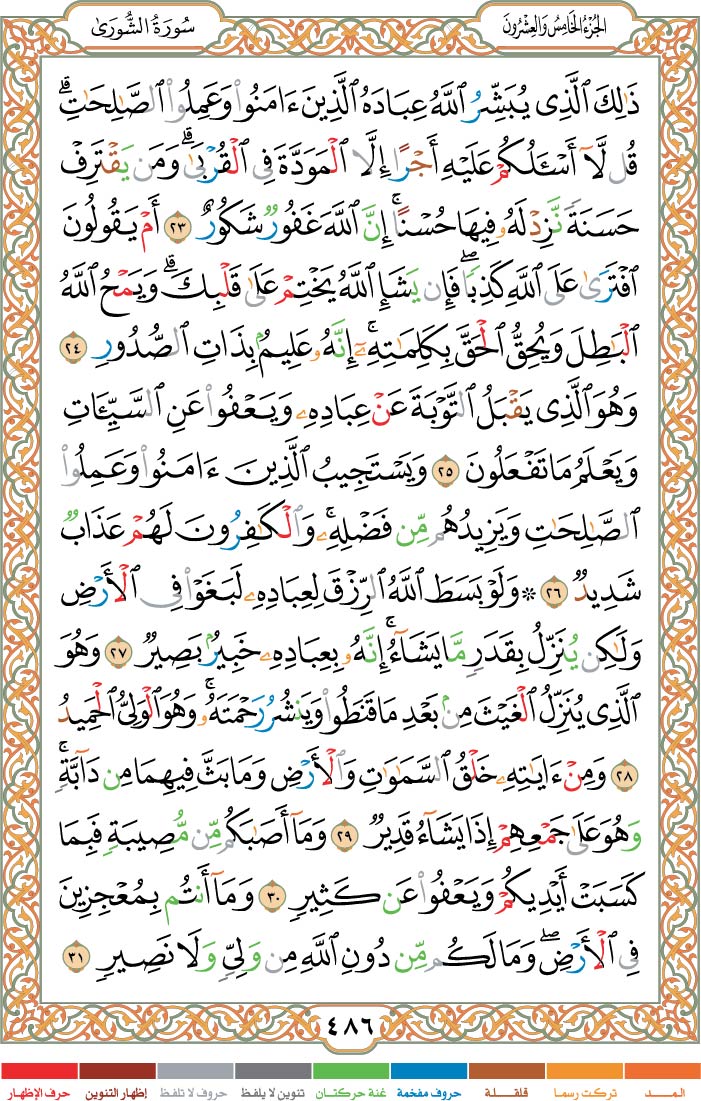 الجُزْءُ الخَامِسُ وَالعِشْرُونَ
سُورَةُ الشُّورَىٰ
ذَٰلِكَ ٱلَّذِى يُبَشِّرُ ٱللَّهُ عِبَادَهُ ٱلَّذِينَ ءَامَنُوا۟ وَعَمِلُوا۟ ٱلصَّـٰلِحَـٰتِ ۗ
قُل لَّآ أَسْـَٔلُكُمْ عَلَيْهِ أَجْرًا إِلَّا ٱلْمَوَدَّةَ فِى ٱلْقُرْبَىٰ ۗ وَمَن يَقْتَرِفْ
حَسَنَةً نَّزِدْ لَهُۥ فِيهَا حُسْنًا ۚ إِنَّ ٱللَّهَ غَفُورٌ شَكُورٌ ٢٣ أَمْ يَقُولُونَ
ٱفْتَرَىٰ عَلَى ٱللَّهِ كَذِبًا ۖ فَإِن يَشَإِ ٱللَّهُ يَخْتِمْ عَلَىٰ قَلْبِكَ ۗ وَيَمْحُ ٱللَّهُ
ٱلْبَـٰطِلَ وَيُحِقُّ ٱلْحَقَّ بِكَلِمَـٰتِهِۦٓ ۚ إِنَّهُۥ عَلِيمٌۢ بِذَاتِ ٱلصُّدُورِ ٢٤
وَهُوَ ٱلَّذِى يَقْبَلُ ٱلتَّوْبَةَ عَنْ عِبَادِهِۦ وَيَعْفُوا۟ عَنِ ٱلسَّيِّـَٔاتِ
وَيَعْلَمُ مَا تَفْعَلُونَ ٢٥ وَيَسْتَجِيبُ ٱلَّذِينَ ءَامَنُوا۟ وَعَمِلُوا۟
ٱلصَّـٰلِحَـٰتِ وَيَزِيدُهُم مِّن فَضْلِهِۦ ۚ وَٱلْكَـٰفِرُونَ لَهُمْ عَذَابٌ
شَدِيدٌ ٢٦ ۞ وَلَوْ بَسَطَ ٱللَّهُ ٱلرِّزْقَ لِعِبَادِهِۦ لَبَغَوْا۟ فِى ٱلْأَرْضِ
وَلَـٰكِن يُنَزِّلُ بِقَدَرٍ مَّا يَشَآءُ ۚ إِنَّهُۥ بِعِبَادِهِۦ خَبِيرٌۢ بَصِيرٌ ٢٧ وَهُوَ
ٱلَّذِى يُنَزِّلُ ٱلْغَيْثَ مِنۢ بَعْدِ مَا قَنَطُوا۟ وَيَنشُرُ رَحْمَتَهُۥ ۚ وَهُوَ ٱلْوَلِىُّ ٱلْحَمِيدُ
٢٨ وَمِنْ ءَايَـٰتِهِۦ خَلْقُ ٱلسَّمَـٰوَٰتِ وَٱلْأَرْضِ وَمَا بَثَّ فِيهِمَا مِن دَآبَّةٍ ۚ
وَهُوَ عَلَىٰ جَمْعِهِمْ إِذَا يَشَآءُ قَدِيرٌ ٢٩ وَمَآ أَصَـٰبَكُم مِّن مُّصِيبَةٍ فَبِمَا
كَسَبَتْ أَيْدِيكُمْ وَيَعْفُوا۟ عَن كَثِيرٍ ٣٠ وَمَآ أَنتُم بِمُعْجِزِينَ
فِى ٱلْأَرْضِ ۖ وَمَا لَكُم مِّن دُونِ ٱللَّهِ مِن وَلِىٍّ وَلَا نَصِيرٍ ٣١
٤٨٦
المــد تركت رسما قلقـلة حروف مفخمة غنة حركتـان تنوين لا يلفظ حروف لا تلفظ إظهار التنوين حرف الإظهار